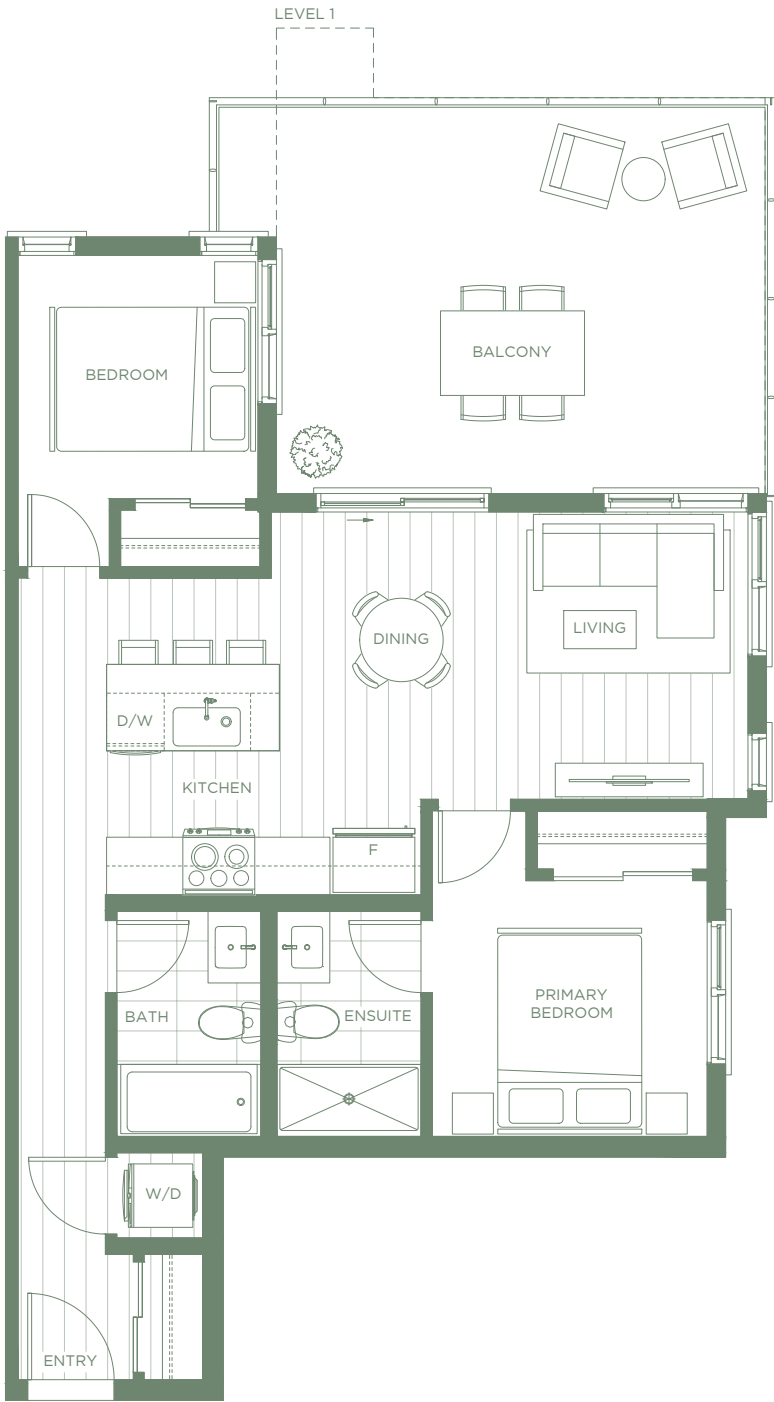 LEVEL 1
BALCONY
BEDROOM
DINING
LIVING
D/W
KITCHEN
F
PRIMARY
BEDROOM
BATH
ENSUITE
W/D
ENTRY